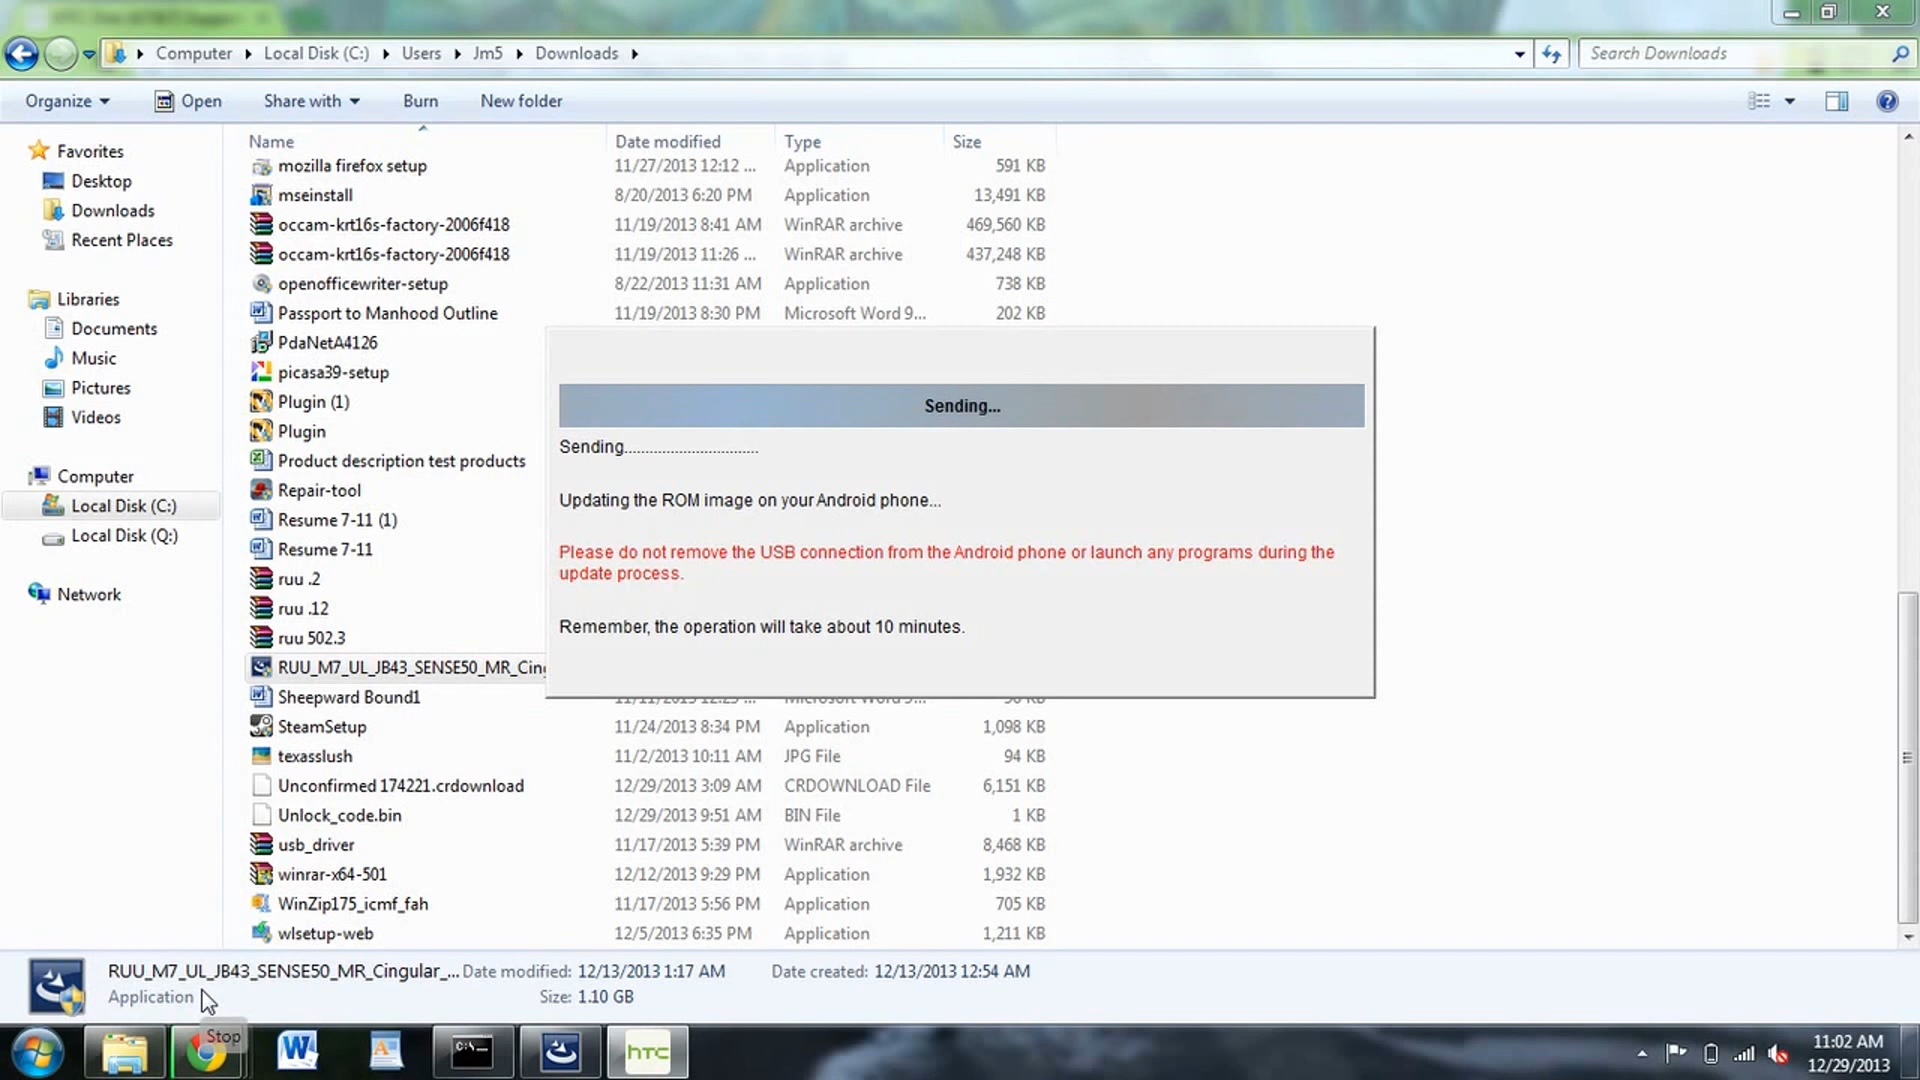 Computer Local Disk (C:) Users Jm5 Downloads
Search Downloads
Organize Open Share with Burn New folder
Name Date modified Type Size
Favorites
Desktop
Downloads
Recent Places
Libraries
Documents
Music
Pictures
Videos
Computer
Local Disk (C:)
Local Disk (Q:)
Network
mozilla firefox setup 11/27/2013 12:12 ... Application 591 KB
mseinstall 8/20/2013 6:20 PM Application 13,491 KB
occam-krt16s-factory-2006f418 11/19/2013 8:41 AM WinRAR archive 469,560 KB
occam-krt16s-factory-2006f418 11/19/2013 11:26 ... WinRAR archive 437,248 KB
openofficewriter-setup 8/22/2013 11:31 AM Application 738 KB
Passport to Manhood Outline 11/19/2013 8:30 PM Microsoft Word 9... 202 KB
PdaNetA4126
picasa39-setup
Plugin (1)
Plugin
Product description test products
Repair-tool
Resume 7-11 (1)
Resume 7-11
ruu .2
ruu .12
ruu 502.3
RUU_M7_UL_JB43_SENSE50_MR_Cing
Sheepward Bound1
SteamSetup 11/24/2013 8:34 PM Application 1,098 KB
texasslush 11/2/2013 10:11 AM JPG File 94 KB
Unconfirmed 174221.crdownload 12/29/2013 3:09 AM CRDOWNLOAD File 6,151 KB
Unlock_code.bin 12/29/2013 9:51 AM BIN File 1 KB
usb_driver 11/17/2013 5:39 PM WinRAR archive 8,468 KB
winrar-x64-501 12/12/2013 9:29 PM Application 1,932 KB
WinZip175_icmf_fah 11/17/2013 5:56 PM Application 705 KB
wlsetup-web 12/5/2013 6:35 PM Application 1,211 KB
Sending...
Sending...............................
Updating the ROM image on your Android phone...
Please do not remove the USB connection from the Android phone or launch any programs during the
update process.
Remember, the operation will take about 10 minutes.
RUU_M7_UL_JB43_SENSE50_MR_Cingular_... Date modified: 12/13/2013 1:17 AM Date created: 12/13/2013 12:54 AM
Application Size: 1.10 GB
Stop
C:\
hTC
11:02 AM
12/29/2013